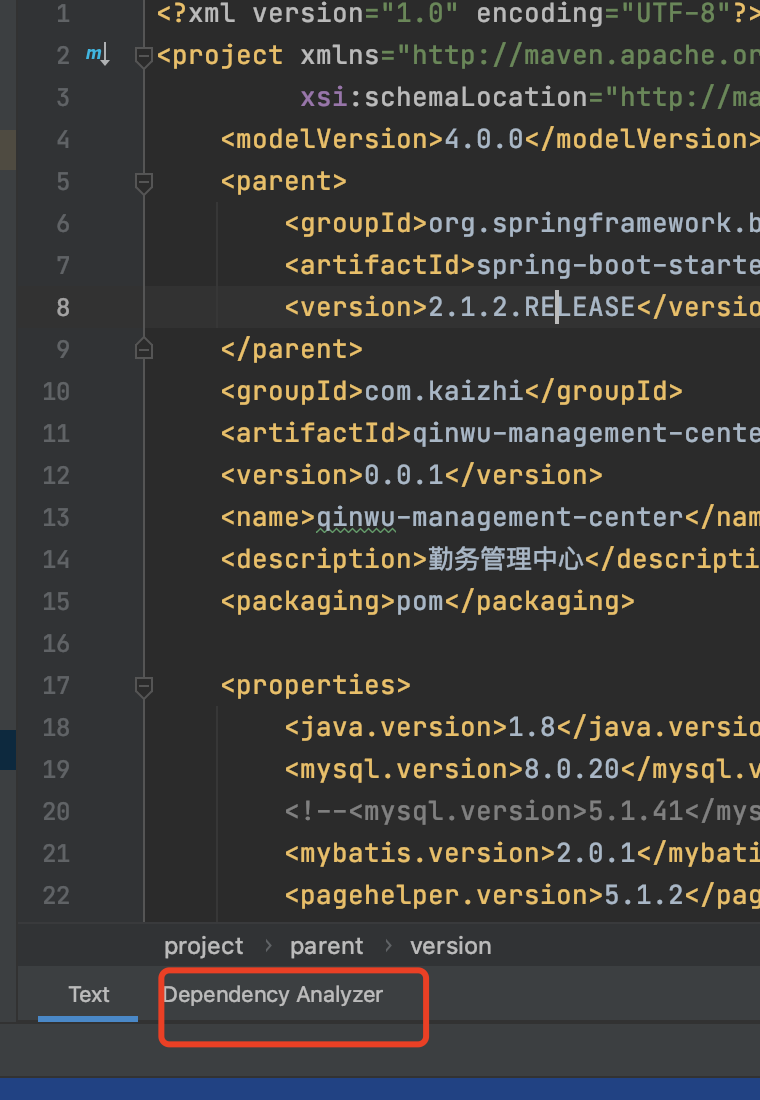 1 <?xml version="1.0" encoding="UTF-8"?>
2 <project xmlns="http://maven.apache.or
3 xsi:schemaLocation="http://ma
4 <modelVersion>4.0.0</modelVersion>
5 <parent>
6 <groupId>org.springframework.b
7 <artifactId>spring-boot-starte
8 <version>2.1.2.RELEASE</versio
9 </parent>
10 <groupId>com.kaizhi</groupId>
11 <artifactId>qinwu-management-cente
12 <version>0.0.1</version>
13 <name>qinwu-management-center</nam
14 <description>勤务管理中心</descripti
15 <packaging>pom</packaging>
16
17 <properties>
18 <java.version>1.8</java.versio
19 <mysql.version>8.0.20</mysql.v
20 <!--<mysql.version>5.1.41</mys
21 <mybatis.version>2.0.1</mybati
22 <pagehelper.version>5.1.2</pag
project › parent › version
Text Dependency Analyzer